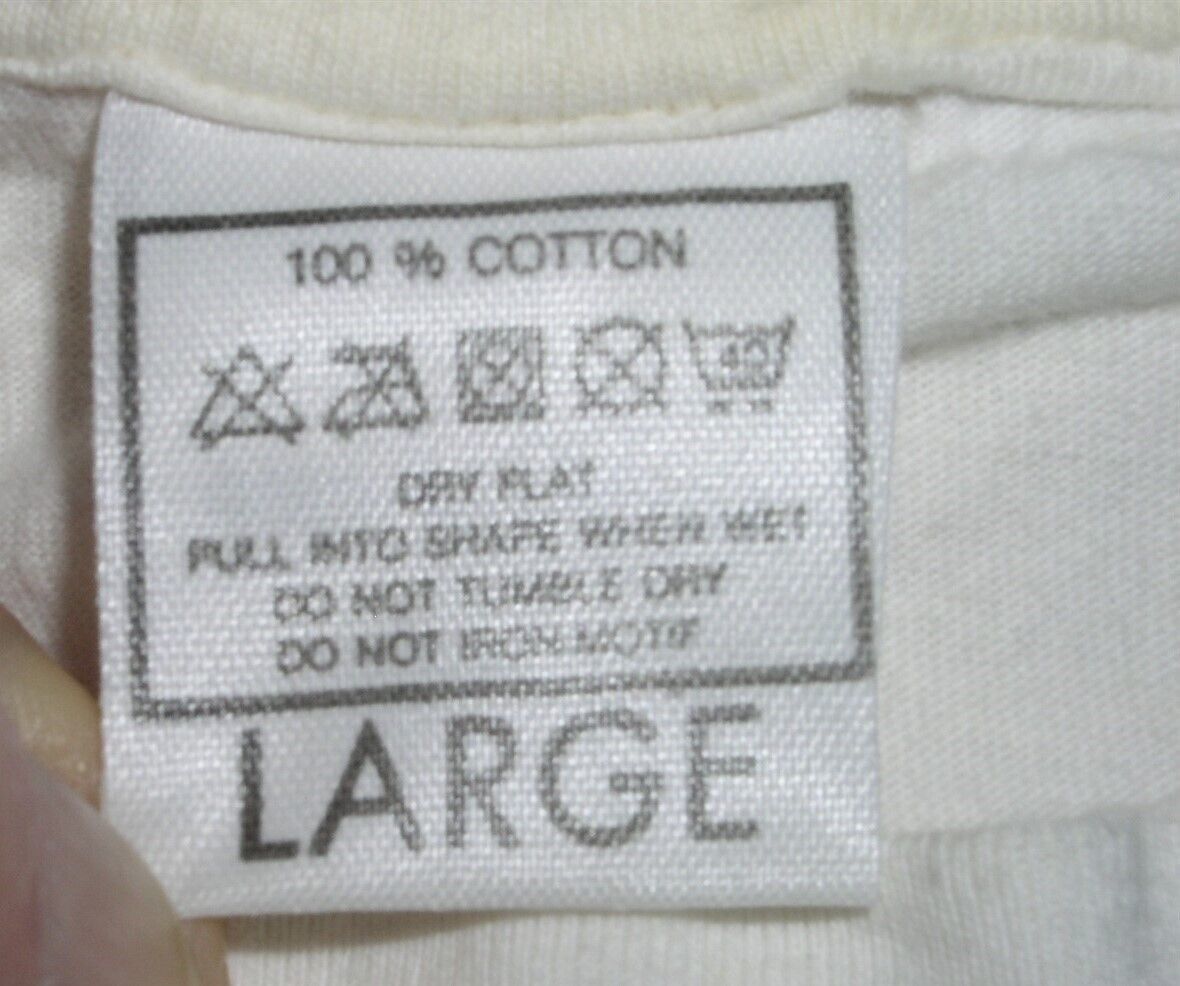 100 % COTTON
40
DRY FLAT
PULL INTO SHAPE WHEN WET
DO NOT TUMBLE DRY
DO NOT IRON MOTIF
LARGE